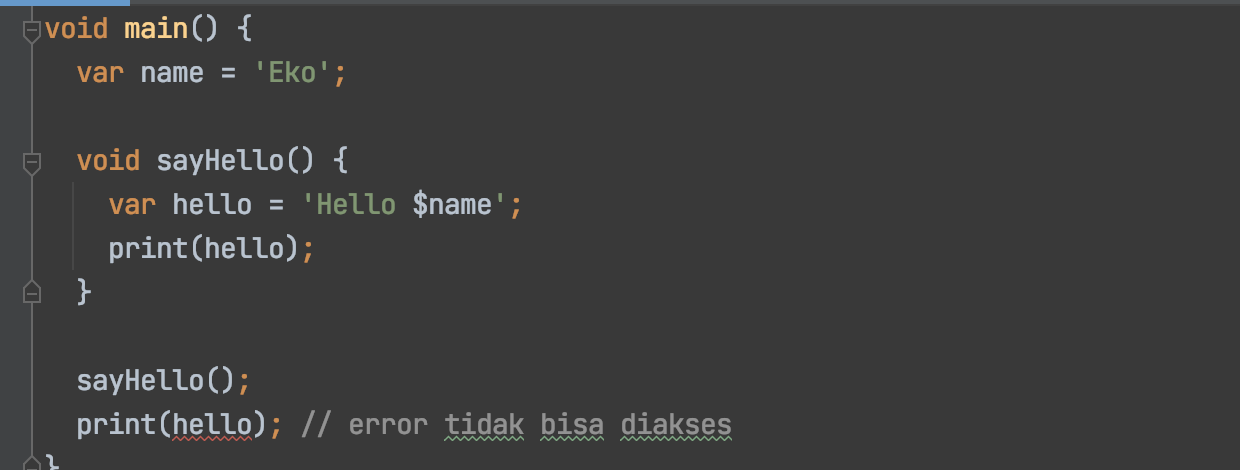 void main() {
var name = 'Eko';
void sayHello() {
var hello = 'Hello $name';
print(hello);
}
sayHello();
print(hello); // error tidak bisa diakses
}